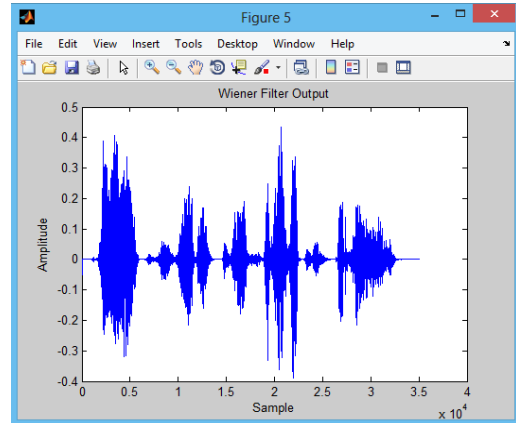 Figure 5
File Edit View Insert Tools Desktop Window Help
Wiener Filter Output
0.5
0.4
0.3
0.2
0.1
0
-0.1
-0.2
-0.3
-0.4
Amplitude
0 0.5 1 1.5 2 2.5 3 3.5 4
Sample
x 10⁴